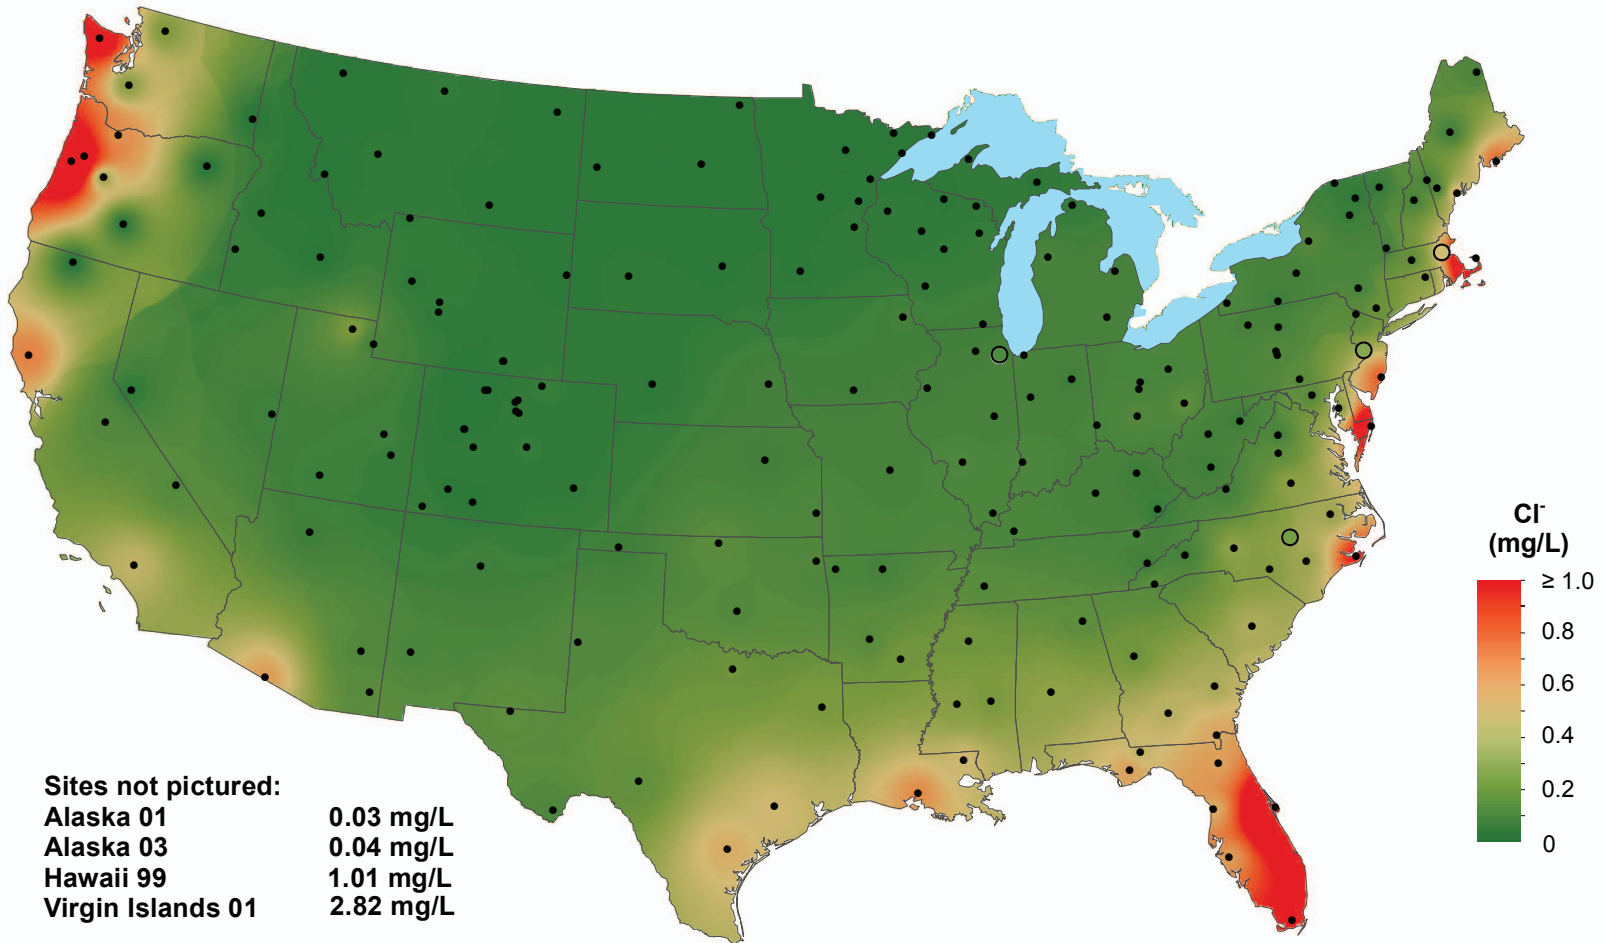 Cl-
(mg/L)
≥ 1.0
0.8
0.6
0.4
0.2
0
Sites not pictured:
Alaska 01 0.03 mg/L
Alaska 03 0.04 mg/L
Hawaii 99 1.01 mg/L
Virgin Islands 01 2.82 mg/L